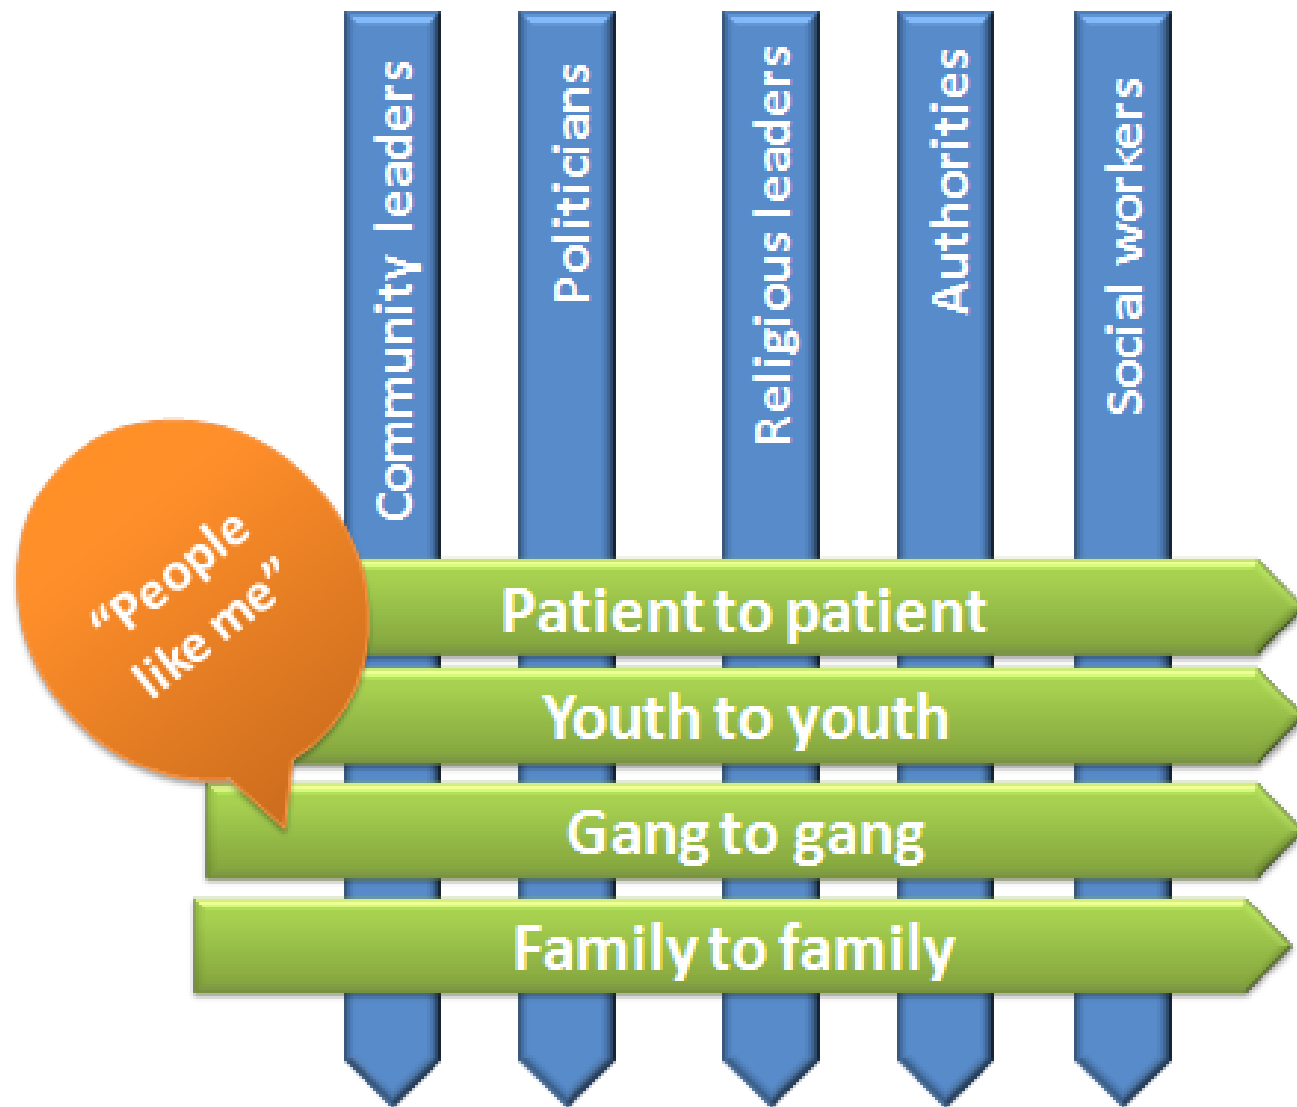 Community leaders
Politicians
Religious leaders
Authorities
Social workers
“People
like me”
Patient to patient
Youth to youth
Gang to gang
Family to family